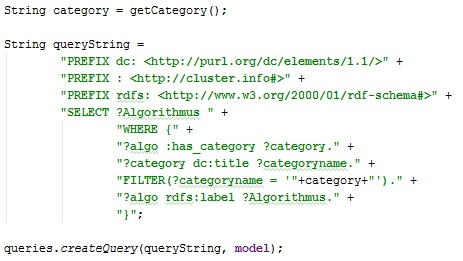 String category = getCategory();
String queryString =
"PREFIX dc: <http://purl.org/dc/elements/1.1/>" +
"PREFIX : <http://cluster.info#>" +
"PREFIX rdfs: <http://www.w3.org/2000/01/rdf-schema#>" +
"SELECT ?Algorithmus " +
"WHERE {" +
"?algo :has_category ?category." +
"?category dc:title ?categoryname." +
"FILTER(?categoryname = '"+category+"')." +
"?algo rdfs:label ?Algorithmus." +
"}";
queries.createQuery(queryString, model);